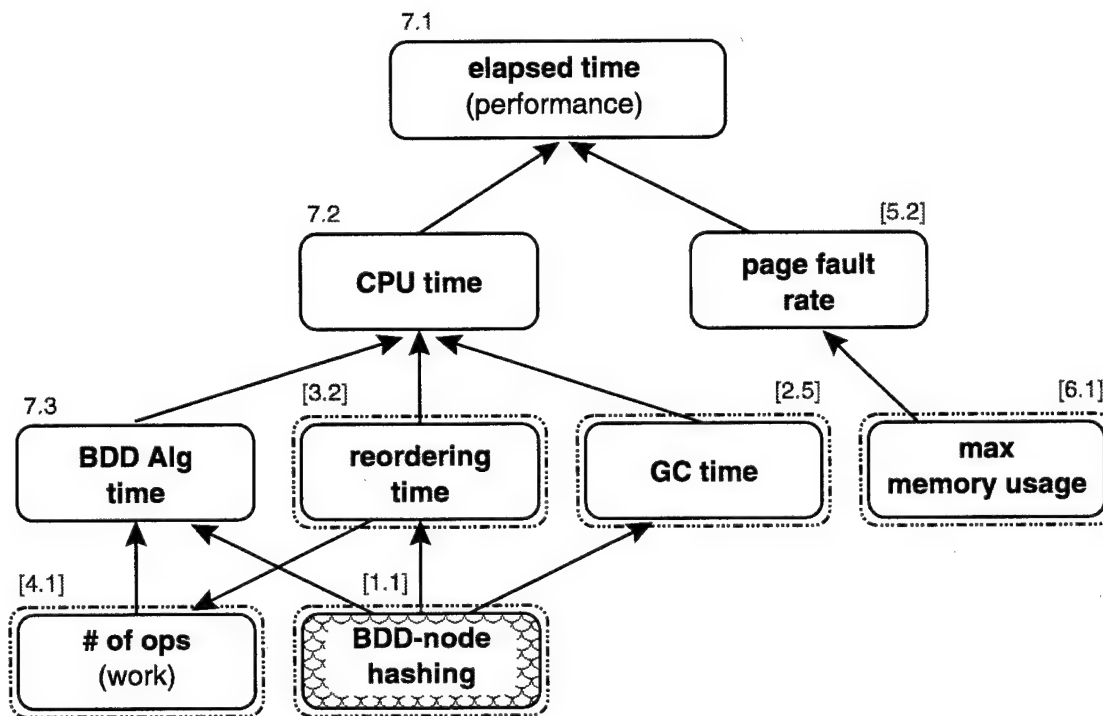 7.1
elapsed time
(performance)
7.2
[5.2]
CPU time
page fault
rate
7.3
[3.2]
[2.5]
[6.1]
BDD Alg
time
reordering
time
GC time
max
memory usage
[4.1]
[1.1]
# of ops
(work)
BDD-node
hashing